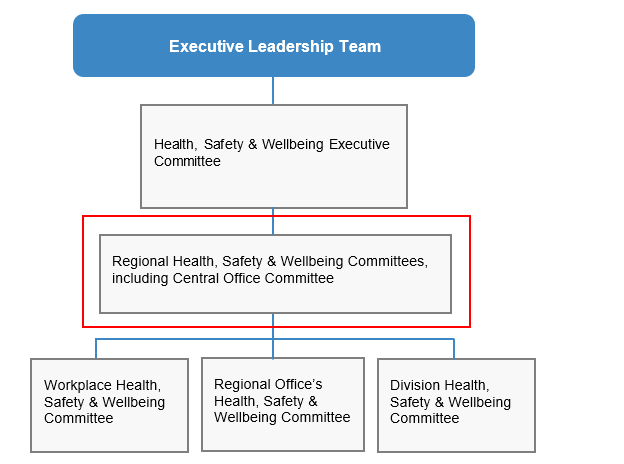 Executive Leadership Team
Health, Safety & Wellbeing Executive
Committee
Regional Health, Safety & Wellbeing Committees,
including Central Office Committee
Workplace Health,
Safety & Wellbeing
Committee
Regional Office's
Health, Safety &
Wellbeing Committee
Division Health,
Safety & Wellbeing
Committee